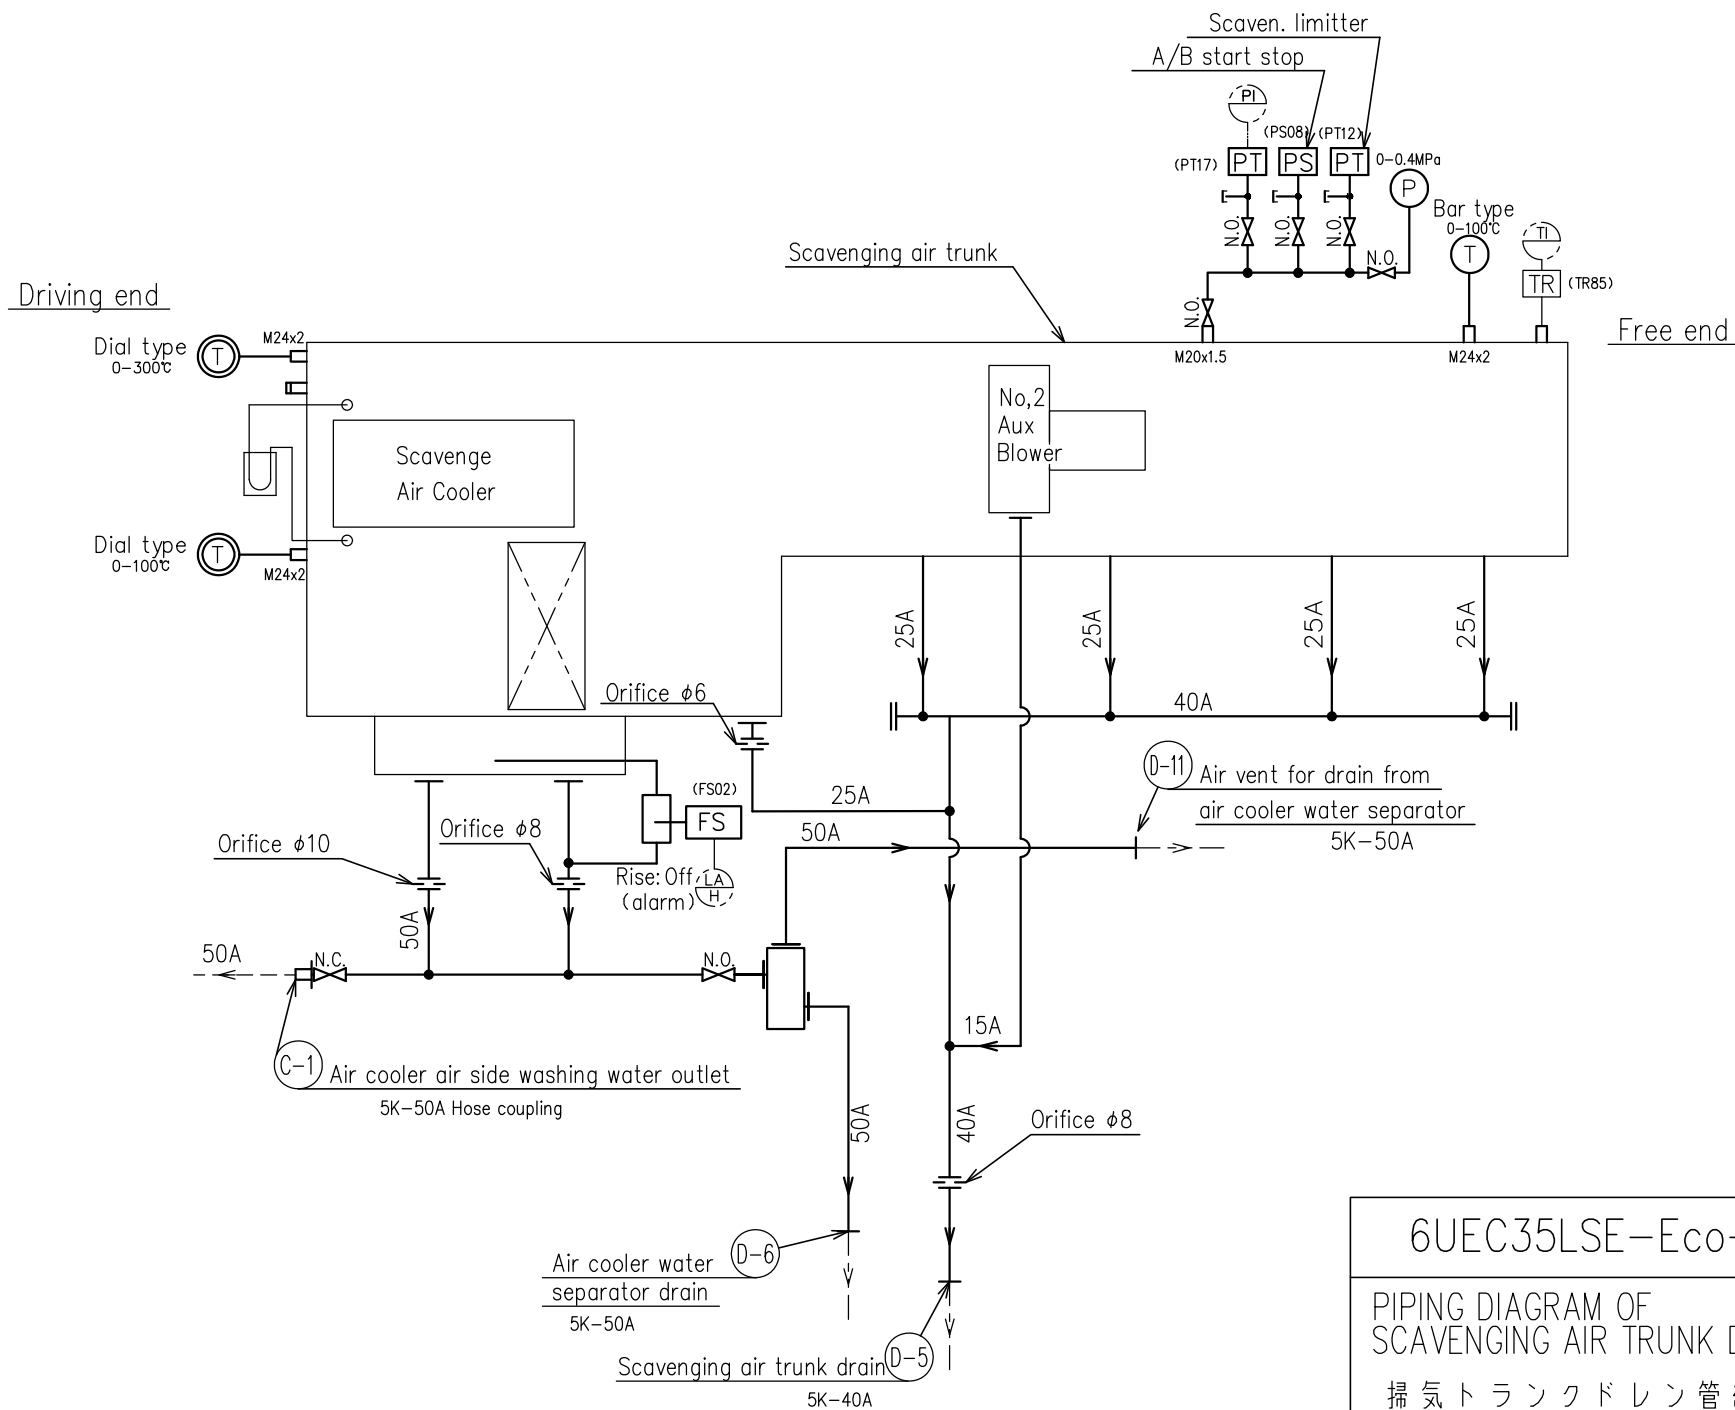 Scaven. limitter
A/B start stop
PI
(PS08)
(PT12)
(PT17)
PT
PS
PT
0-0.4MPa
P
N.O.
N.O.
N.O.
N.O.
N.O.
Bar type
0-100℃
T
TI
TR
(TR85)
Scavenging air trunk
Driving end
Free end
M20x1.5
M24x2
Dial type
0-300℃
T
M24x2
No,2
Aux
Blower
Scavenge
Air Cooler
Dial type
0-100℃
T
M24x2
25A
25A
25A
25A
Orifice φ6
40A
D-11
Air vent for drain from
air cooler water separator
5K-50A
(FS02)
FS
25A
50A
Orifice φ10
Orifice φ8
Rise: Off
(alarm)
LA
H
50A
50A
N.C.
N.O.
15A
C-1
Air cooler air side washing water outlet
5K-50A Hose coupling
50A
40A
Orifice φ8
D-6
Air cooler water
separator drain
5K-50A
D-5
Scavenging air trunk drain
5K-40A
6UEC35LSE-Eco-
PIPING DIAGRAM OF
SCAVENGING AIR TRUNK D
掃気トランクドレン管